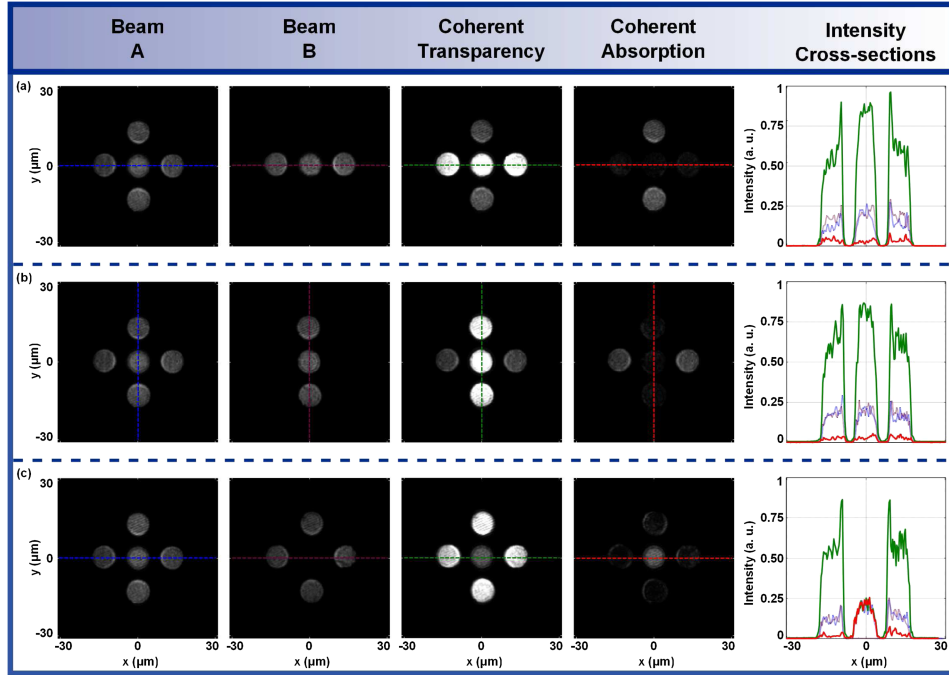 Beam
A
Beam
B
Coherent
Transparency
Coherent
Absorption
Intensity
Cross-sections
(a)
30
y (µm)
0
-30
1
0.75
0.50
0.25
0
Intensity (a. u.)
(b)
30
y (µm)
0
-30
1
0.75
0.50
0.25
0
Intensity (a. u.)
(c)
30
y (µm)
0
-30
1
0.75
0.50
0.25
0
Intensity (a. u.)
-30 0 30
x (µm)
0 30
x (µm)
0 30
x (µm)
0 30
x (µm)
-30 0 30
x (µm)